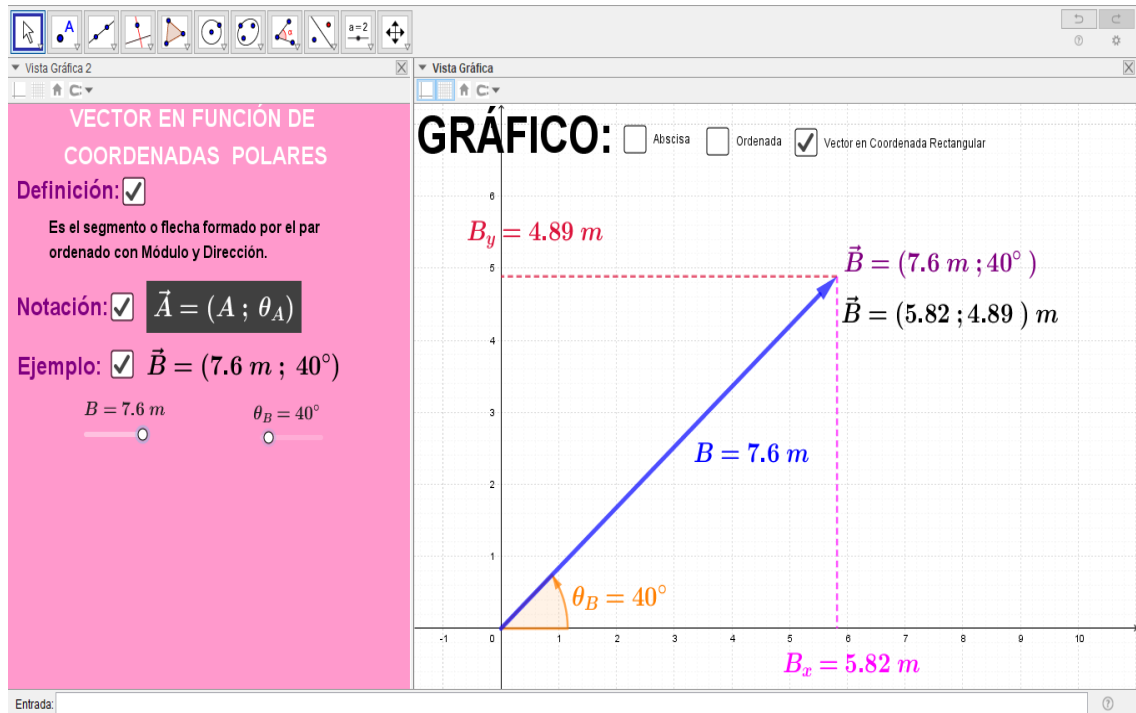 a=2
Vista Gráfica 2
Vista Gráfica
VECTOR EN FUNCIÓN DE
COORDENADAS POLARES
Definición:
Es el segmento o flecha formado por el par
ordenado con Módulo y Dirección.
Notación: A⃗ = (A ; θ_A)
Ejemplo: B⃗ = (7.6 m ; 40°)
B = 7.6 m
θ_B = 40°
GRÁFICO: Abscisa Ordenada Vector en Coordenada Rectangular
B_y = 4.89 m
B⃗ = (7.6 m ; 40° )
B⃗ = (5.82 ; 4.89 ) m
B = 7.6 m
θ_B = 40°
B_x = 5.82 m
6
5
4
3
2
1
-1 0 1 2 3 4 5 6 7 8 9 10
Entrada: